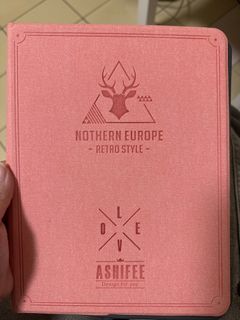 NOTHERN EUROPE
- RETRO STYLE -
L
O E
V
ASHIFEE
Design for you